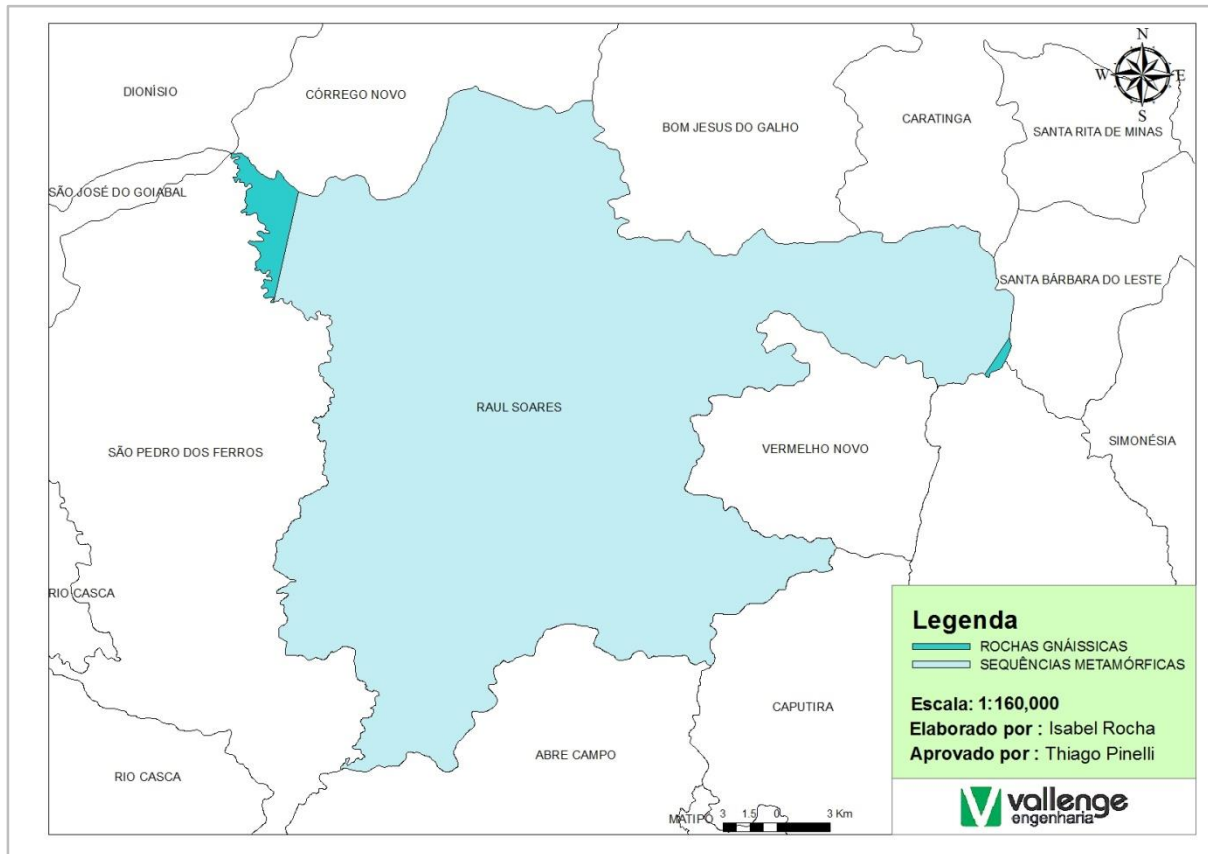 N
W E
S
DIONÍSIO
CÓRREGO NOVO
BOM JESUS DO GALHO
CARATINGA
SANTA RITA DE MINAS
SÃO JOSÉ DO GOIABAL
SANTA BÁRBARA DO LESTE
RAUL SOARES
SIMONÉSIA
VERMELHO NOVO
SÃO PEDRO DOS FERROS
RIO CASCA
CAPUTIRA
ABRE CAMPO
RIO CASCA
MATIPÓ
3 1.5 0 3 Km
Legenda
ROCHAS GNÁISSICAS
SEQUÊNCIAS METAMÓRFICAS
Escala: 1:160,000
Elaborado por : Isabel Rocha
Aprovado por : Thiago Pinelli
vallenge
engenharia